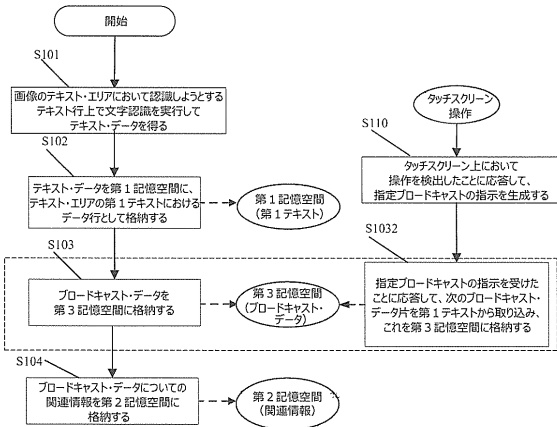 開始
S101
画像のテキスト・エリアにおいて認識しようとする
テキスト行上で文字認識を実行して
テキスト・データを得る
S102
テキスト・データを第1記憶空間に、
テキスト・エリアの第1テキストにおける
データ行として格納する
第1記憶空間
(第1テキスト)
S103
ブロードキャスト・データを
第3記憶空間に格納する
第3記憶空間
(ブロードキャスト・
データ)
S104
ブロードキャスト・データについての
関連情報を第2記憶空間に
格納する
第2記憶空間
(関連情報)
タッチスクリーン
操作
S110
タッチスクリーン上において
操作を検出したことに応答して、
指定ブロードキャストの指示を生成する
S1032
指定ブロードキャストの指示を受けた
ことに応答して、次のブロードキャスト・
データ片を第1テキストから取り込み、
これを第3記憶空間に格納する